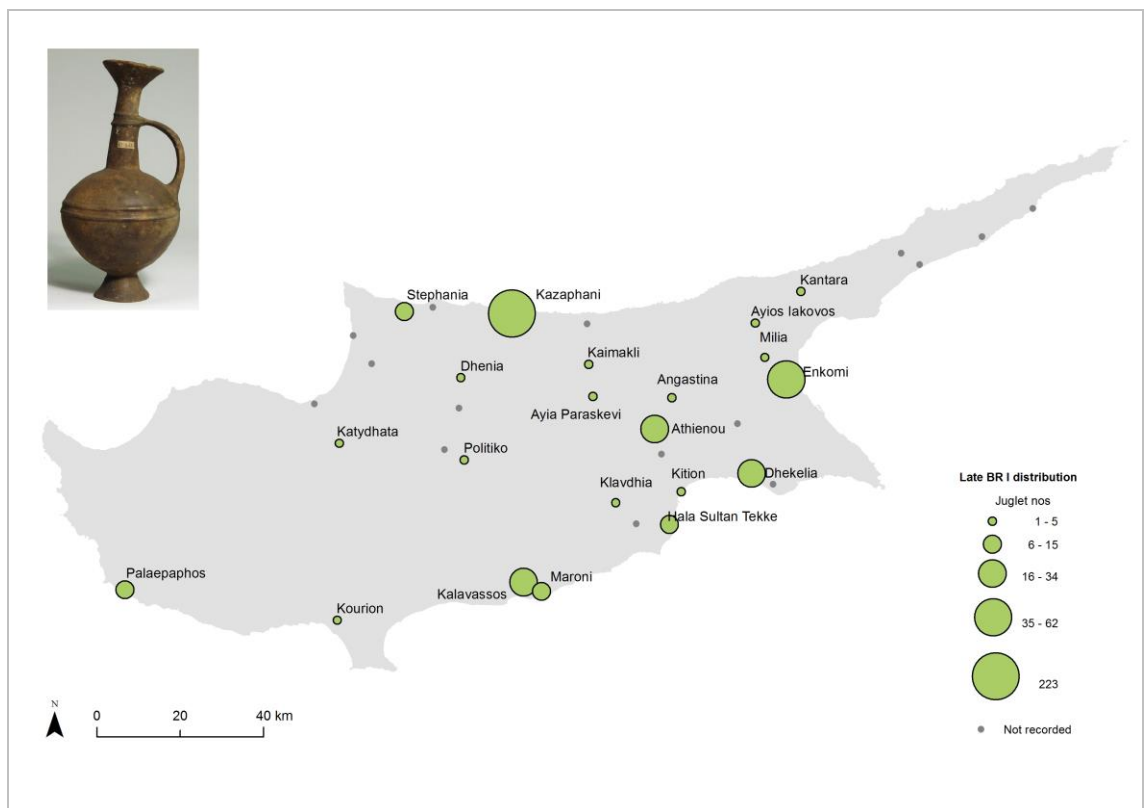 Kantara
Stephania
Kazaphani
Ayios Iakovos
Milia
Kaimakli
Dhenia
Enkomi
Angastina
Ayia Paraskevi
Athienou
Katydhata
Politiko
Dhekelia
Kition
Klavdhia
Hala Sultan Tekke
Palaepaphos
Maroni
Kalavassos
Kourion
Late BR I distribution
Juglet nos
1 - 5
6 - 15
16 - 34
35 - 62
223
Not recorded
N
0 20 40 km